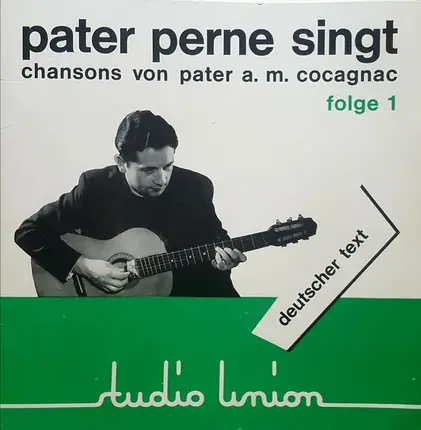 pater perne singt
chansons von pater a. m. cocagnac
folge 1
deutscher text
studio union